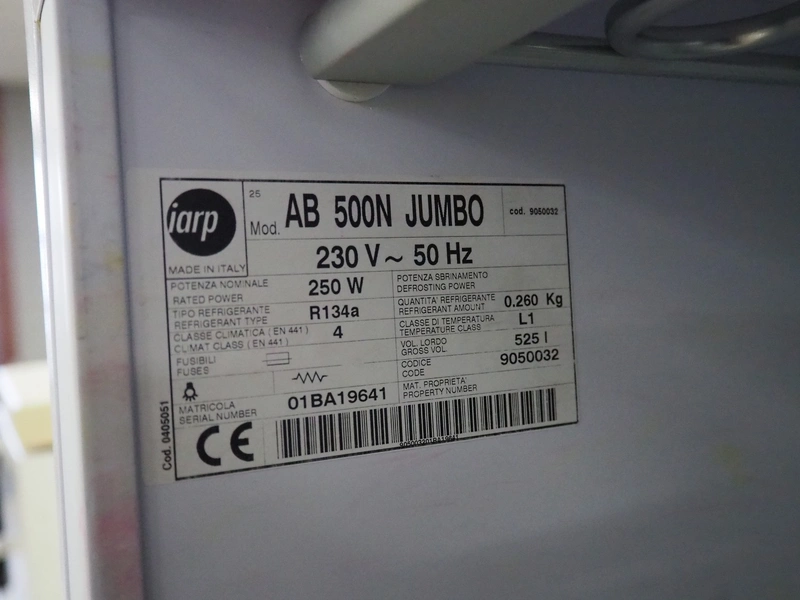 iarp
MADE IN ITALY
25
Mod. AB 500N JUMBO
cod. 9050032
230 V ~ 50 Hz
POTENZA NOMINALE
RATED POWER
250 W
POTENZA SBRINAMENTO
DEFROSTING POWER
TIPO REFRIGERANTE
REFRIGERANT TYPE
R134a
QUANTITA' REFRIGERANTE
REFRIGERANT AMOUNT
0.260 Kg
CLASSE CLIMATICA ( EN 441 )
CLIMAT CLASS ( EN 441 )
4
CLASSE DI TEMPERATURA
TEMPERATURE CLASS
L1
FUSIBILI
FUSES
VOL. LORDO
GROSS VOL.
525 l
CODICE
CODE
9050032
MATRICOLA
SERIAL NUMBER
01BA19641
MAT. PROPRIETA'
PROPERTY NUMBER
CE
Cod. 0405051